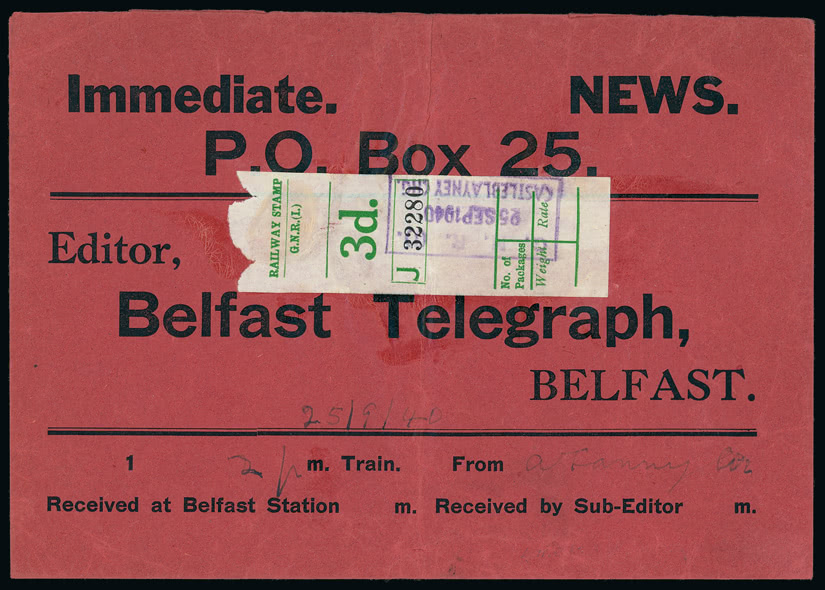 Immediate. NEWS.
P.O. Box 25.
RAILWAY STAMP
G.N.R.(I.)
3d.
J 32280
CASTLEBLAYNEY
25 SEP 1940
No. of
Packages
Weight
Rate
Editor,
Belfast Telegraph,
BELFAST.
25/9/40
1 2 p m. Train. From
Received at Belfast Station m. Received by Sub-Editor m.